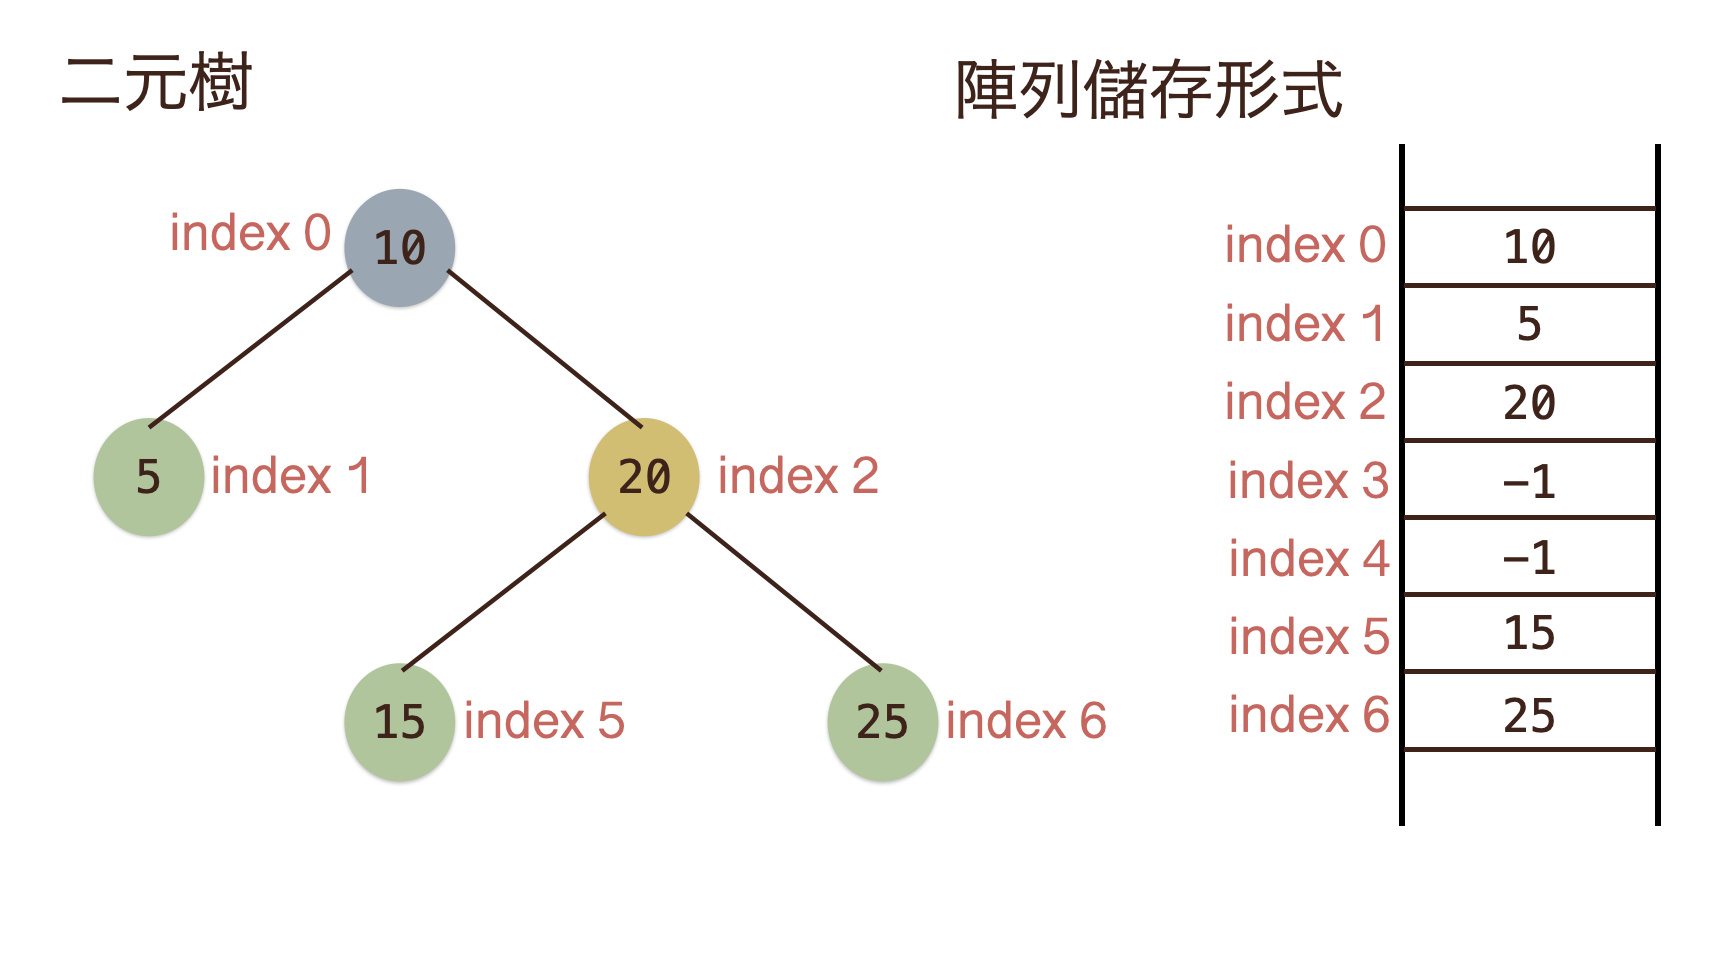 二元樹
index 0
10
5
index 1
20
index 2
15
index 5
25
index 6
陣列儲存形式
index 0 10
index 1 5
index 2 20
index 3 -1
index 4 -1
index 5 15
index 6 25